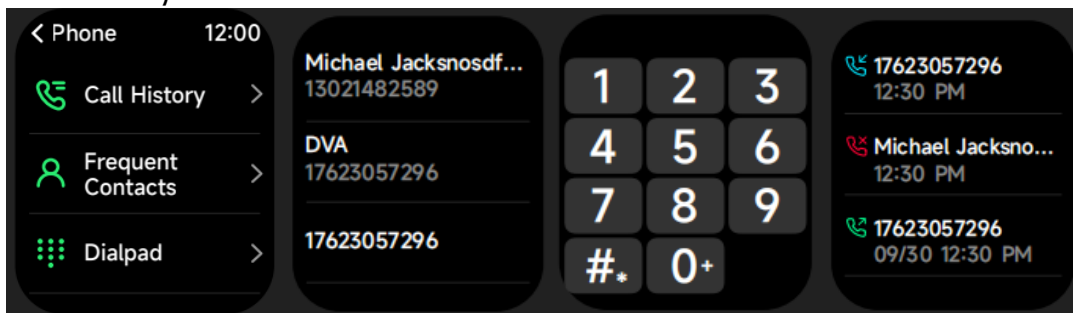 Phone 12:00
Call History
Frequent
Contacts
Dialpad
Michael Jacksnosdf...
13021482589
DVA
17623057296
17623057296
1 2 3
4 5 6
7 8 9
#* 0+
17623057296
12:30 PM
Michael Jacksno...
12:30 PM
17623057296
09/30 12:30 PM